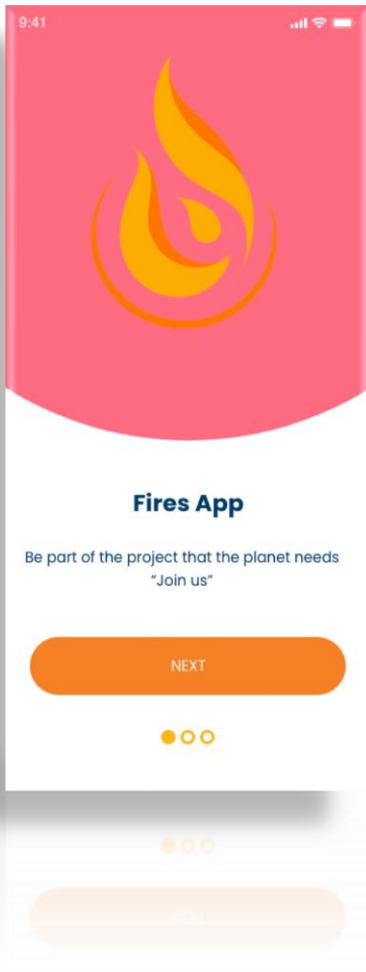 9:41
Fires App
Be part of the project that the planet needs
“Join us”
NEXT